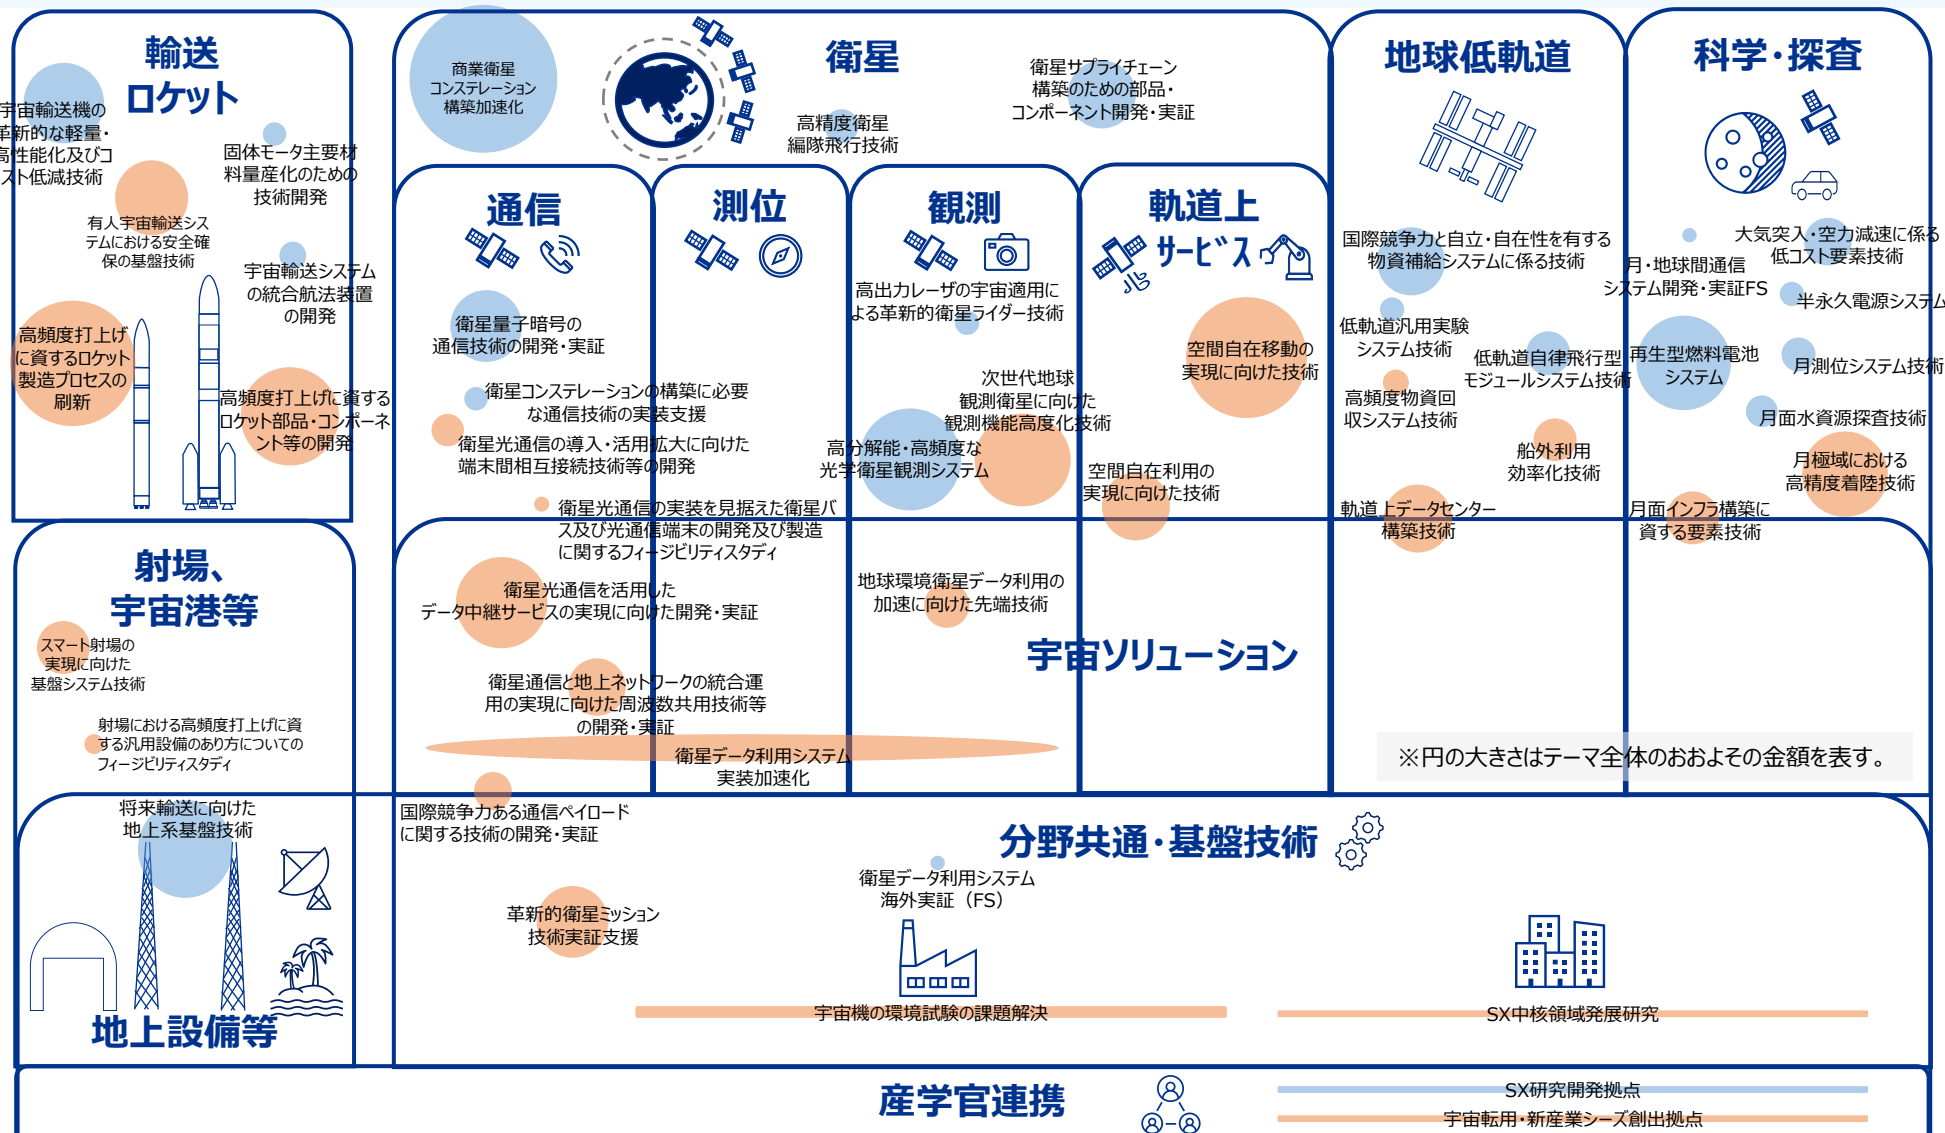 輸送
ロケット
宇宙輸送機の
革新的な軽量・
高性能化及びコ
スト低減技術
固体モータ主要材
料量産化のための
技術開発
有人宇宙輸送シス
テムにおける安全確
保の基盤技術
宇宙輸送システム
の統合航法装置
の開発
高頻度打上げ
に資するロケット
製造プロセスの
刷新
高頻度打上げに資する
ロケット部品・コンポーネ
ント等の開発
射場、
宇宙港等
スマート射場の
実現に向けた
基盤システム技術
射場における高頻度打上げに資
する汎用設備のあり方についての
フィージビリティスタディ
将来輸送に向けた
地上系基盤技術
地上設備等
衛星
商業衛星
コンステレーション
構築加速化
高精度衛星
編隊飛行技術
衛星サプライチェーン
構築のための部品・
コンポーネント開発・実証
通信
衛星量子暗号の
通信技術の開発・実証
衛星コンステレーションの構築に必要
な通信技術の実装支援
衛星光通信の導入・活用拡大に向けた
端末間相互接続技術等の開発
衛星光通信の実装を見据えた衛星バ
ス及び光通信端末の開発及び製造
に関するフィージビリティスタディ
衛星光通信を活用した
データ中継サービスの実現に向けた開発・実証
衛星通信と地上ネットワークの統合運
用の実現に向けた周波数共用技術等
の開発・実証
衛星データ利用システム
実装加速化
国際競争力ある通信ペイロード
に関する技術の開発・実証
測位
観測
高出力レーザの宇宙適用に
よる革新的衛星ライダー技術
次世代地球
観測衛星に向けた
観測機能高度化技術
高分解能・高頻度な
光学衛星観測システム
地球環境衛星データ利用の
加速に向けた先端技術
軌道上
サービス
空間自在移動の
実現に向けた技術
空間自在利用の
実現に向けた技術
宇宙ソリューション
地球低軌道
国際競争力と自立・自在性を有する
物資補給システムに係る技術
低軌道汎用実験
システム技術
低軌道自律飛行型
モジュールシステム技術
高頻度物資回
収システム技術
船外利用
効率化技術
軌道上データセンター
構築技術
科学・探査
大気突入・空力減速に係る
低コスト要素技術
月・地球間通信
システム開発・実証FS
半永久電源システム
再生型燃料電池
システム
月測位システム技術
月面水資源探査技術
月極域における
高精度着陸技術
月面インフラ構築に
資する要素技術
※円の大きさはテーマ全体のおおよその金額を表す。
分野共通・基盤技術
衛星データ利用システム
海外実証（FS）
革新的衛星ミッション
技術実証支援
宇宙機の環境試験の課題解決
SX中核領域発展研究
産学官連携
SX研究開発拠点
宇宙転用・新産業シーズ創出拠点